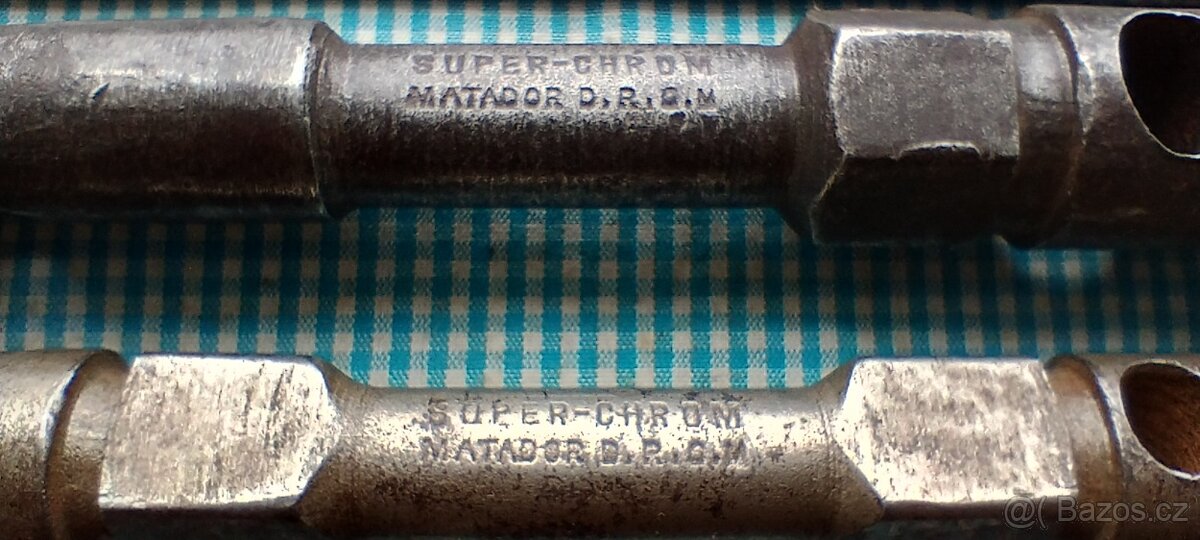 SUPER-CHROM
MATADOR D.R.G.M
SUPER-CHROM
MATADOR D.R.G.M
@( Bazos.cz